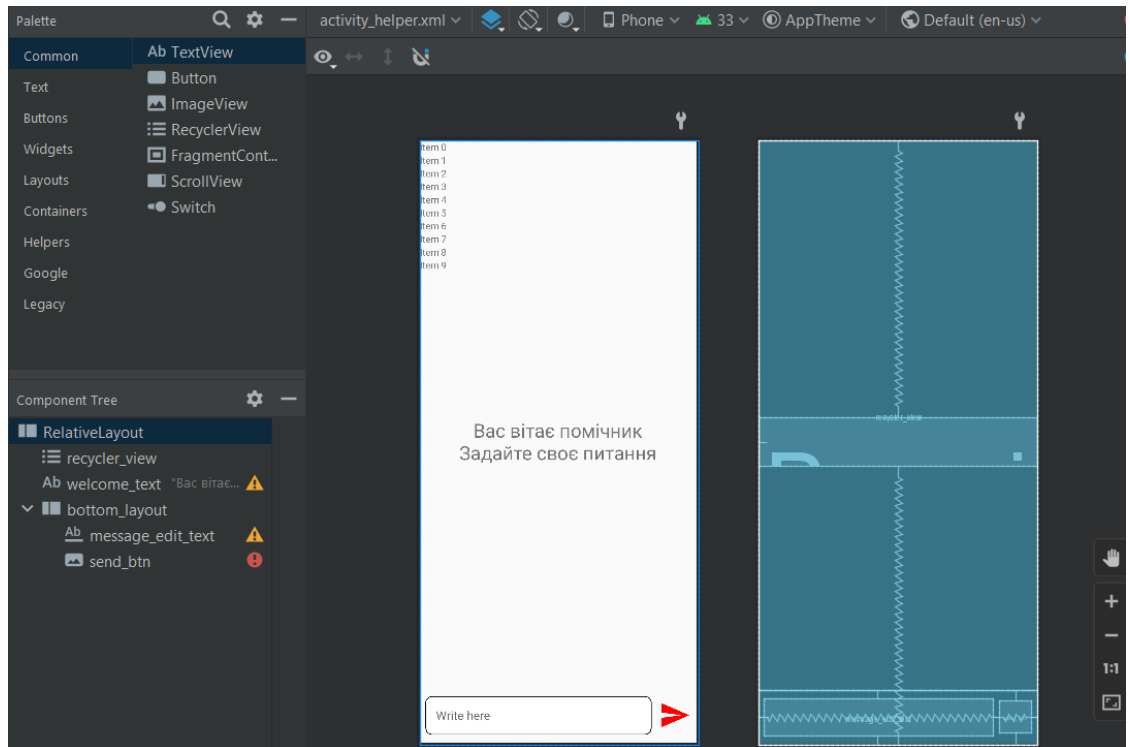 Palette
activity_helper.xml
Phone
33
AppTheme
Default (en-us)
Common
Text
Buttons
Widgets
Layouts
Containers
Helpers
Google
Legacy
Ab TextView
Button
ImageView
RecyclerView
FragmentCont...
ScrollView
Switch
Component Tree
RelativeLayout
recycler_view
Ab welcome_text "Вас вітає...
bottom_layout
Ab message_edit_text
send_btn
Item 0
Item 1
Item 2
Item 3
Item 4
Item 5
Item 6
Item 7
Item 8
Item 9
Вас вітає помічник
Задайте своє питання
Write here
recycler_view
1:1